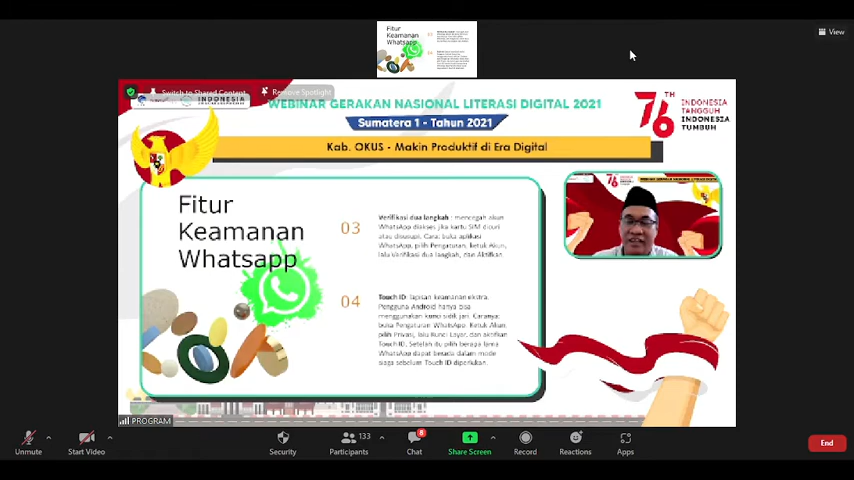 Fitur
Keamanan
Whatsapp
View
Switch to Shared Content
Remove Spotlight
INDONESIA
WEBINAR GERAKAN NASIONAL LITERASI DIGITAL 2021
Sumatera 1 - Tahun 2021
Kab. OKUS - Makin Produktif di Era Digital
76 TH
INDONESIA
TANGGUH
INDONESIA
TUMBUH
Fitur
Keamanan
Whatsapp
03
Verifikasi dua langkah : mencegah akun
WhatsApp diakses jika kartu SIM dicuri
atau disusupi. Cara: buka aplikasi
WhatsApp, pilih Pengaturan, ketuk Akun,
lalu Verifikasi dua langkah, dan Aktifkan.
04
Touch ID: lapisan keamanan ekstra.
Pengguna Android hanya bisa
menggunakan kunci sidik jari. Caranya:
buka Pengaturan WhatsApp. Ketuk Akun,
pilih Privasi, lalu Kunci Layar, dan aktifkan
Touch ID. Setelah itu pilih berapa lama
WhatsApp dapat berada dalam mode
siaga sebelum Touch ID diperlukan.
PROGRAM
Unmute
Start Video
Security
Participants
133
Chat
8
Share Screen
Record
Reactions
Apps
End